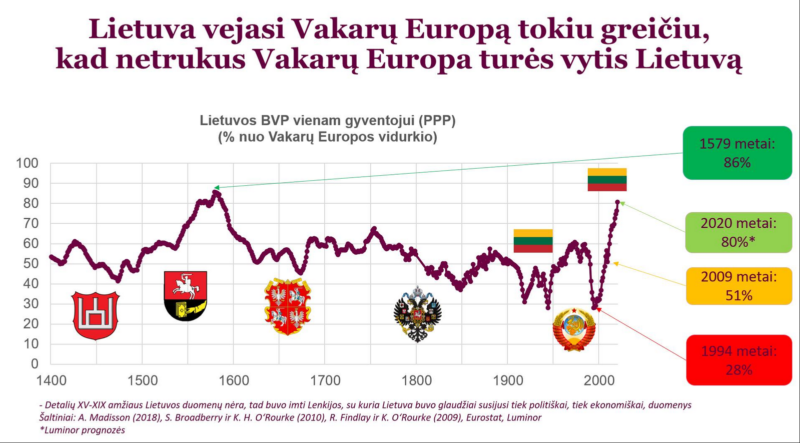 Lietuva vejasi Vakarų Europą tokiu greičiu,
kad netrukus Vakarų Europa turės vytis Lietuvą
Lietuvos BVP vienam gyventojui (PPP)
(% nuo Vakarų Europos vidurkio)
100
90
80
70
60
50
40
30
20
10
0
1400
1500
1600
1700
1800
1900
2000
1579 metai:
86%
2020 metai:
80%*
2009 metai:
51%
1994 metai:
28%
- Detalių XV-XIX amžiaus Lietuvos duomenų nėra, tad buvo imti Lenkijos, su kuria Lietuva buvo glaudžiai susijusi tiek politiškai, tiek ekonomiškai, duomenys
Šaltiniai: A. Madisson (2018), S. Broadberry ir K. H. O’Rourke (2010), R. Findlay ir K. O’Rourke (2009), Eurostat, Luminor
*Luminor prognozės